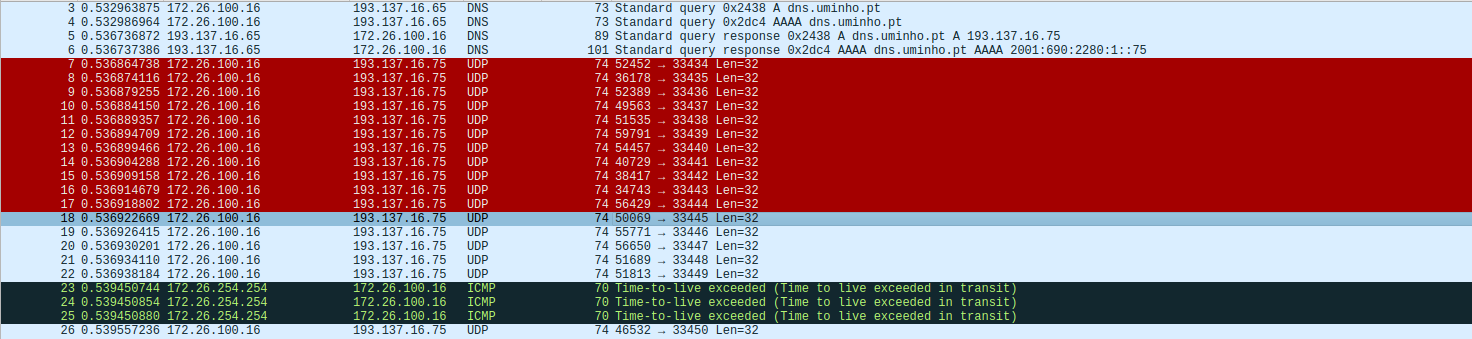 3 0.532963875 172.26.100.16 193.137.16.65 DNS 73 Standard query 0x2438 A dns.uminho.pt
4 0.532986964 172.26.100.16 193.137.16.65 DNS 73 Standard query 0x2dc4 AAAA dns.uminho.pt
5 0.536736872 193.137.16.65 172.26.100.16 DNS 89 Standard query response 0x2438 A dns.uminho.pt A 193.137.16.75
6 0.536737386 193.137.16.65 172.26.100.16 DNS 101 Standard query response 0x2dc4 AAAA dns.uminho.pt AAAA 2001:690:2280:1::75
7 0.536864738 172.26.100.16 193.137.16.75 UDP 74 52452 → 33434 Len=32
8 0.536874116 172.26.100.16 193.137.16.75 UDP 74 36178 → 33435 Len=32
9 0.536879255 172.26.100.16 193.137.16.75 UDP 74 52389 → 33436 Len=32
10 0.536884150 172.26.100.16 193.137.16.75 UDP 74 49563 → 33437 Len=32
11 0.536889357 172.26.100.16 193.137.16.75 UDP 74 51535 → 33438 Len=32
12 0.536894709 172.26.100.16 193.137.16.75 UDP 74 59791 → 33439 Len=32
13 0.536899466 172.26.100.16 193.137.16.75 UDP 74 54457 → 33440 Len=32
14 0.536904288 172.26.100.16 193.137.16.75 UDP 74 40729 → 33441 Len=32
15 0.536909158 172.26.100.16 193.137.16.75 UDP 74 38417 → 33442 Len=32
16 0.536914679 172.26.100.16 193.137.16.75 UDP 74 34743 → 33443 Len=32
17 0.536918802 172.26.100.16 193.137.16.75 UDP 74 56429 → 33444 Len=32
18 0.536922669 172.26.100.16 193.137.16.75 UDP 74 50069 → 33445 Len=32
19 0.536926415 172.26.100.16 193.137.16.75 UDP 74 55771 → 33446 Len=32
20 0.536930201 172.26.100.16 193.137.16.75 UDP 74 56650 → 33447 Len=32
21 0.536934110 172.26.100.16 193.137.16.75 UDP 74 51689 → 33448 Len=32
22 0.536938184 172.26.100.16 193.137.16.75 UDP 74 51813 → 33449 Len=32
23 0.539450744 172.26.254.254 172.26.100.16 ICMP 70 Time-to-live exceeded (Time to live exceeded in transit)
24 0.539450854 172.26.254.254 172.26.100.16 ICMP 70 Time-to-live exceeded (Time to live exceeded in transit)
25 0.539450880 172.26.254.254 172.26.100.16 ICMP 70 Time-to-live exceeded (Time to live exceeded in transit)
26 0.539557236 172.26.100.16 193.137.16.75 UDP 74 46532 → 33450 Len=32